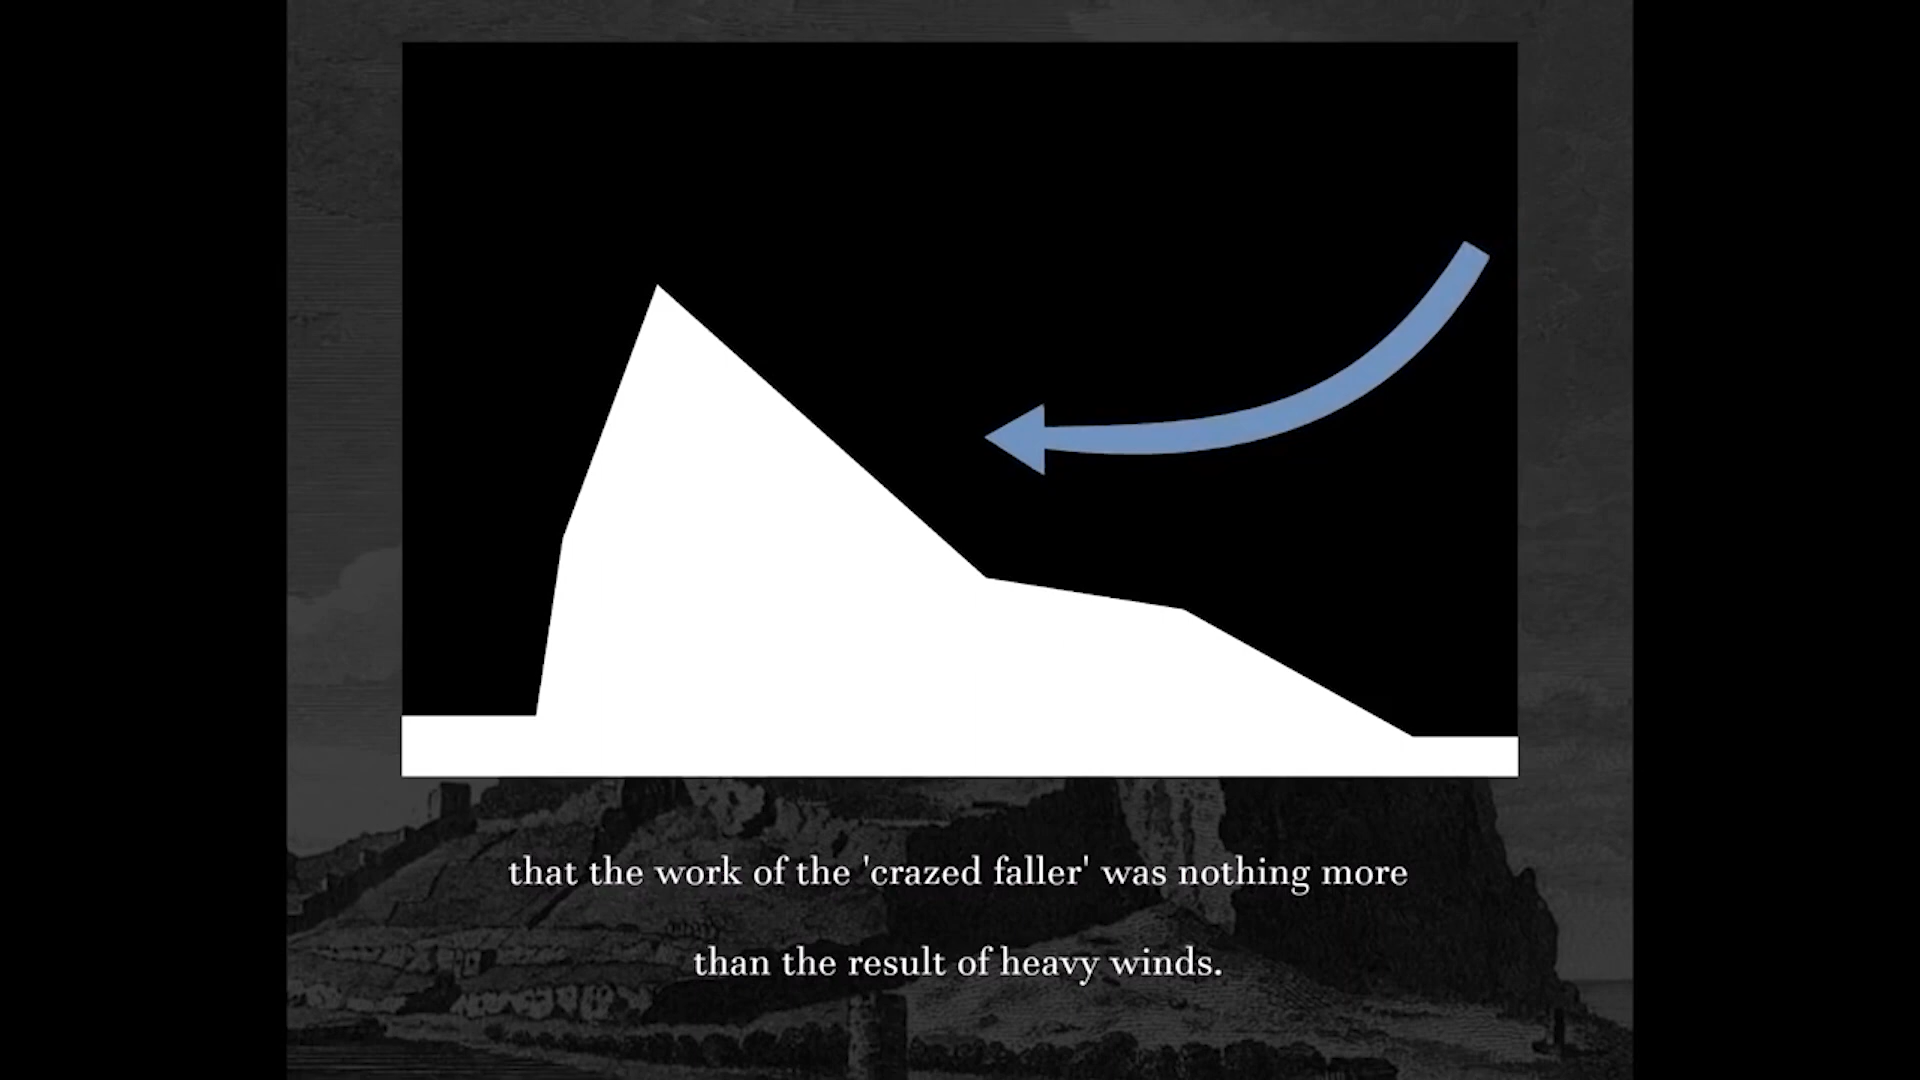 that the work of the 'crazed faller' was nothing more
than the result of heavy winds.